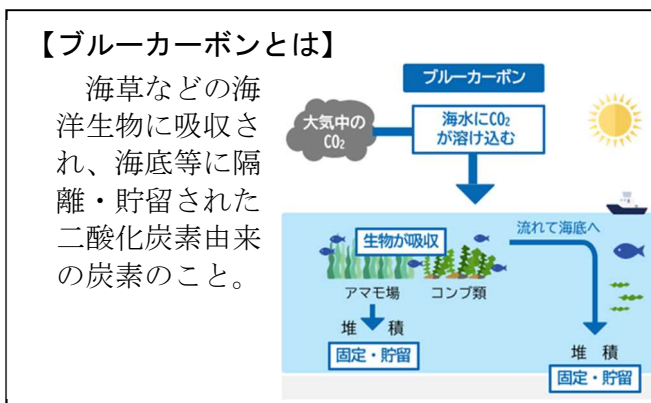 【ブルーカーボンとは】
海草などの海
洋生物に吸収さ
れ、海底等に隔
離・貯留された
二酸化炭素由来
の炭素のこと。
ブルーカーボン
大気中の
CO₂
海水にCO₂
が溶け込む
生物が吸収
流れて海底へ
アマモ場
コンブ類
堆 積
固定・貯留
堆 積
固定・貯留